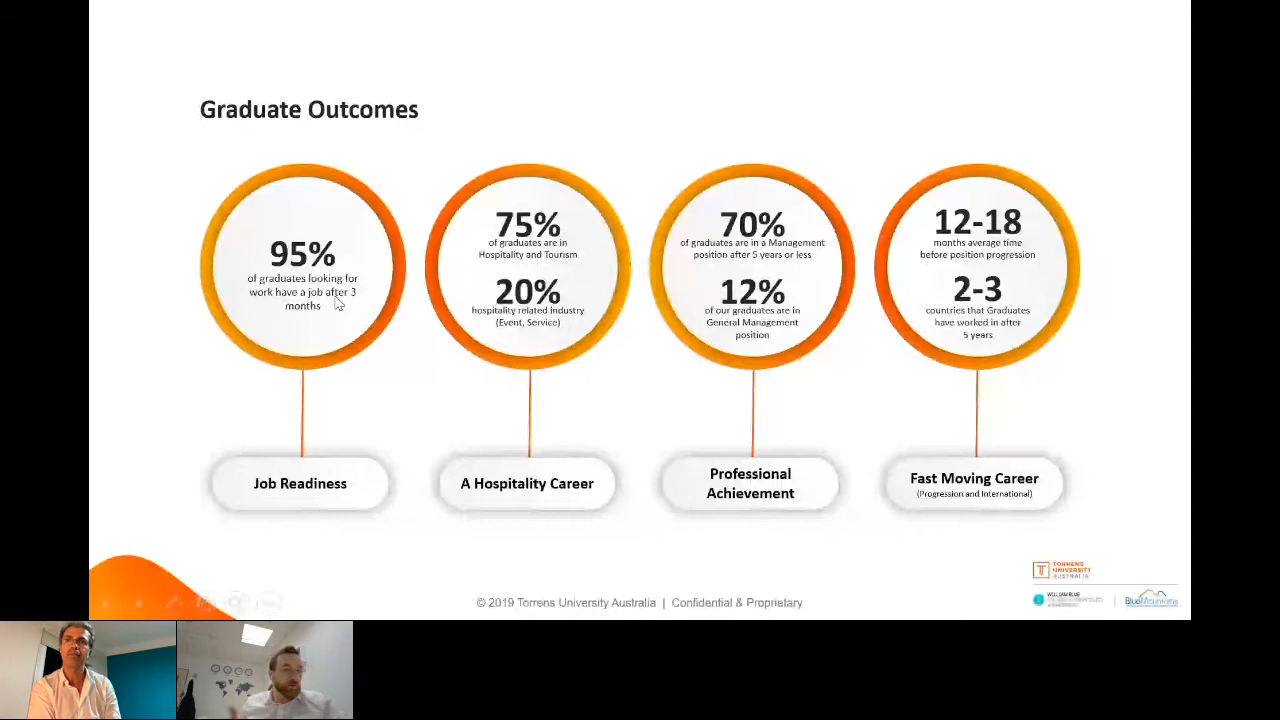 Graduate Outcomes
95%
of graduates looking for
work have a job after 3
months
75%
of graduates are in
Hospitality and Tourism
20%
hospitality related industry
(Event, Service)
70%
of graduates are in a Management
position after 5 years or less
12%
of our graduates are in
General Management
position
12-18
months average time
before position progression
2-3
countries that Graduates
have worked in after
5 years
Job Readiness
A Hospitality Career
Professional
Achievement
Fast Moving Career
(Progression and International)
© 2019 Torrens University Australia | Confidential & Proprietary
T
TORRENS
UNIVERSITY
AUSTRALIA
WILLIAM BLUE
BlueMountains